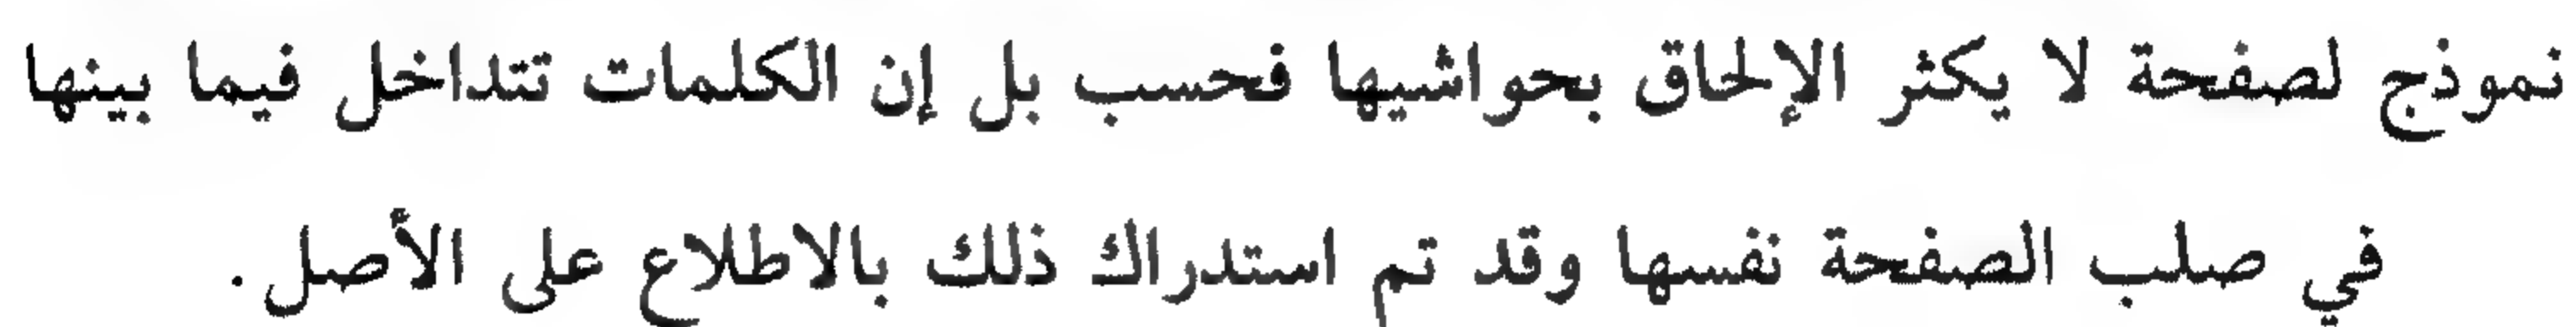 نموذج لصفحة لا يكثر الإلحاق بحواشيها فحسب بل إن الكلمات تتداخل فيما بينها
في صلب الصفحة نفسها وقد تم استدراك ذلك بالاطلاع على الأصل.